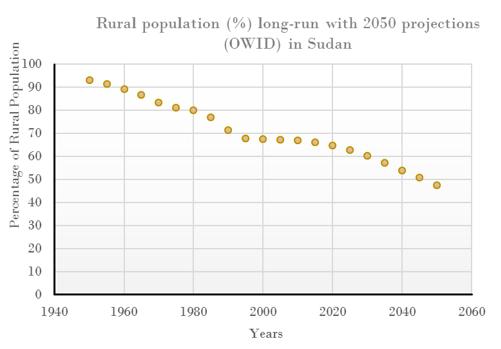 Rural population (%) long-run with 2050 projections
(OWID) in Sudan
Percentage of Rural Population
100
90
80
70
60
50
40
30
20
10
0
1940 1960 1980 2000 2020 2040 2060
Years